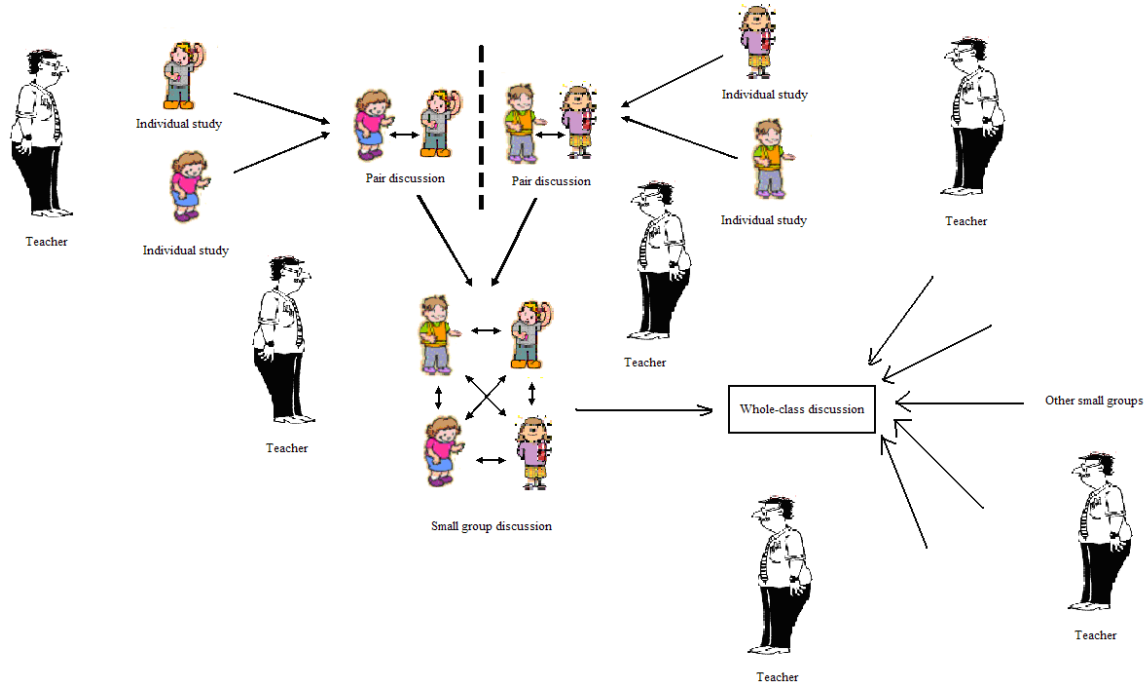 Individual study
Individual study
Pair discussion
Pair discussion
Individual study
Individual study
Teacher
Teacher
Teacher
Teacher
Whole-class discussion
Other small groups
Small group discussion
Teacher
Teacher